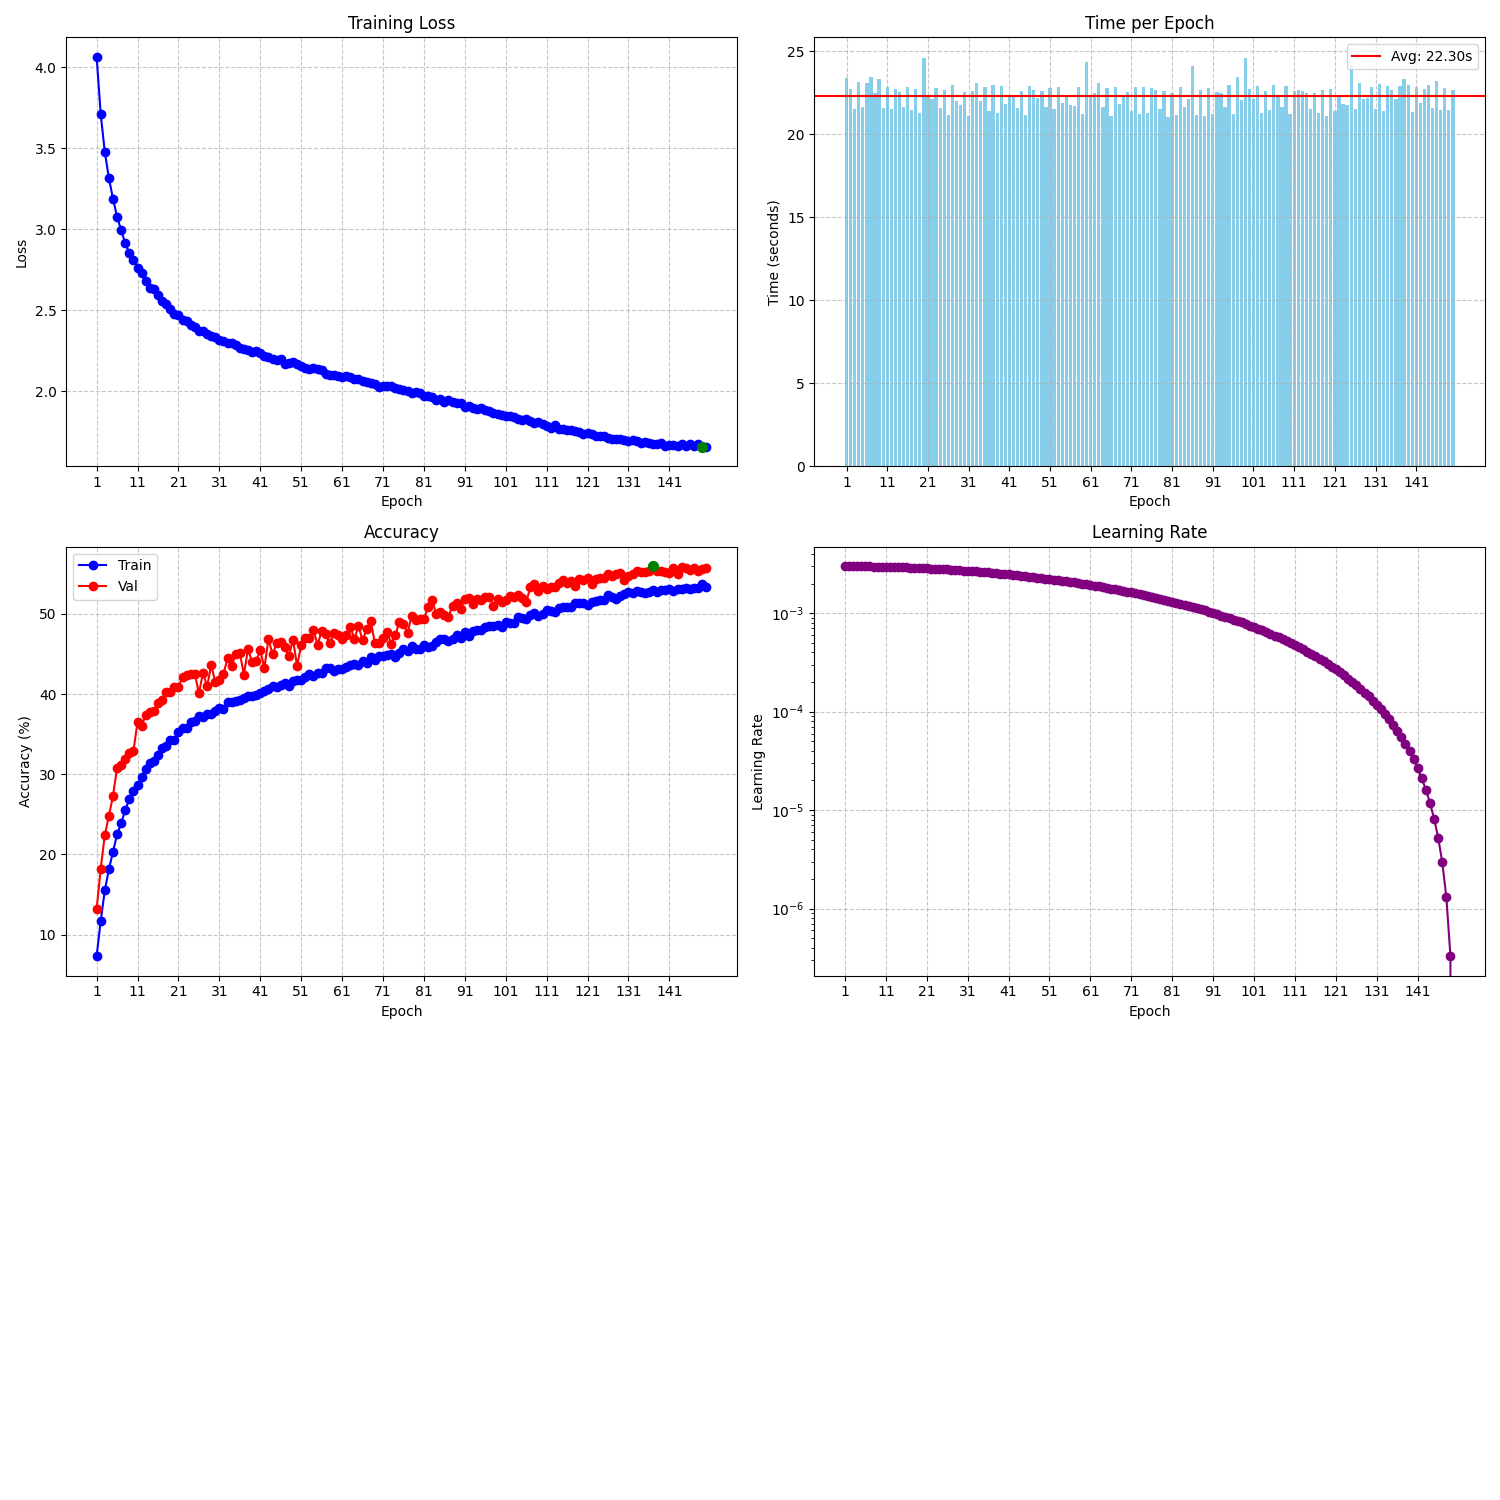 Training Loss
Loss
4.0
3.5
3.0
2.5
2.0
1 11 21 31 41 51 61 71 81 91 101 111 121 131 141
Epoch
Time per Epoch
Avg: 22.30s
Time (seconds)
25
20
15
10
5
0
1 11 21 31 41 51 61 71 81 91 101 111 121 131 141
Epoch
Accuracy
Train
Val
Accuracy (%)
50
40
30
20
10
1 11 21 31 41 51 61 71 81 91 101 111 121 131 141
Epoch
Learning Rate
Learning Rate
10⁻³
10⁻⁴
10⁻⁵
10⁻⁶
1 11 21 31 41 51 61 71 81 91 101 111 121 131 141
Epoch